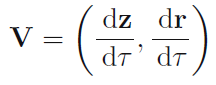 V = ( dz/dτ , dr/dτ )